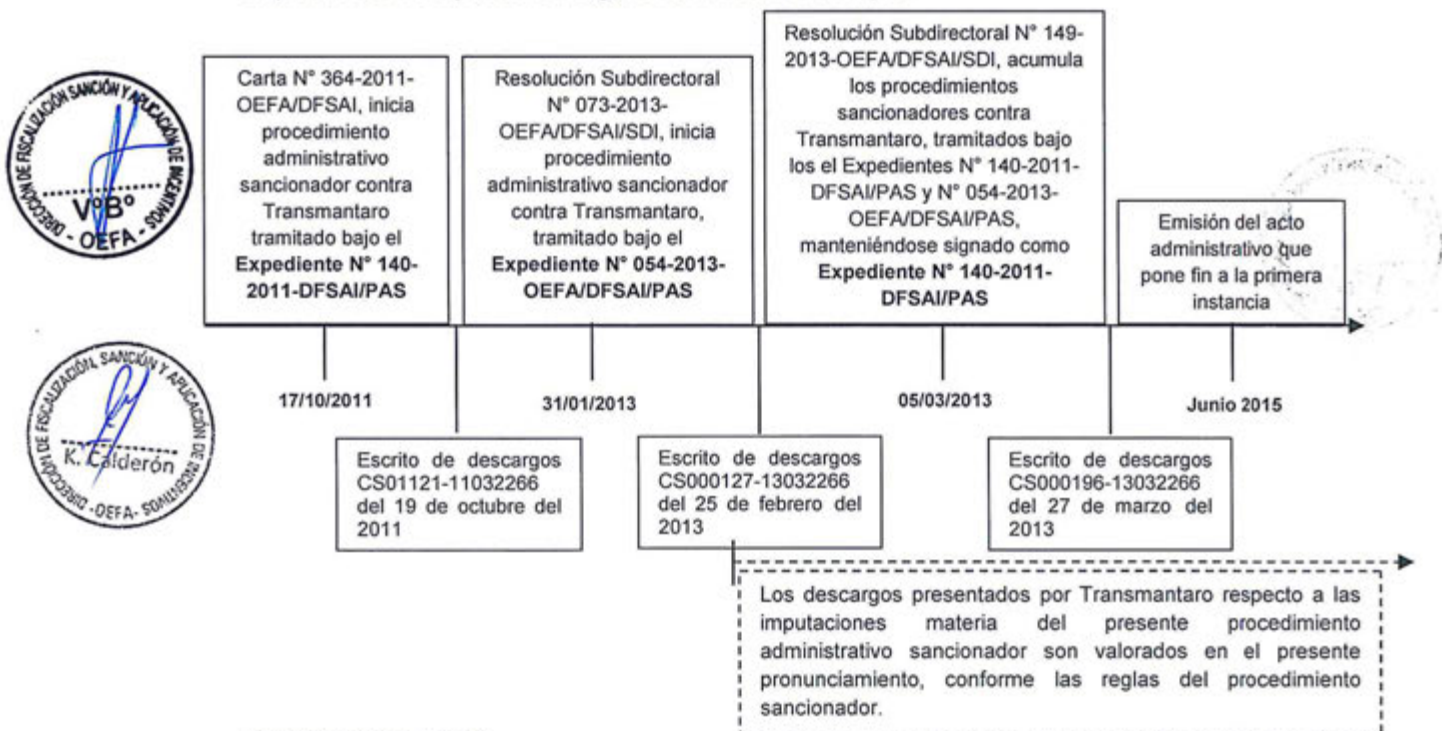 Carta N° 364-2011-
OEFA/DFSAI, inicia
procedimiento
administrativo
sancionador contra
Transmantaro
tramitado bajo el
Expediente N° 140-
2011-DFSAI/PAS
Resolución Subdirectoral
N° 073-2013-
OEFA/DFSAI/SDI, inicia
procedimiento
administrativo sancionador
contra Transmantaro,
tramitado bajo el
Expediente N° 054-2013-
OEFA/DFSAI/PAS
Resolución Subdirectoral N° 149-
2013-OEFA/DFSAI/SDI, acumula
los procedimientos
sancionadores contra
Transmantaro, tramitados bajo
los el Expedientes N° 140-2011-
DFSAI/PAS y N° 054-2013-
OEFA/DFSAI/PAS,
manteniéndose signado como
Expediente N° 140-2011-
DFSAI/PAS
Emisión del acto
administrativo que
pone fin a la primera
instancia
17/10/2011
31/01/2013
05/03/2013
Junio 2015
Escrito de descargos
CS01121-11032266
del 19 de octubre del
2011
Escrito de descargos
CS000127-13032266
del 25 de febrero del
2013
Escrito de descargos
CS000196-13032266
del 27 de marzo del
2013
Los descargos presentados por Transmantaro respecto a las
imputaciones materia del presente procedimiento
administrativo sancionador son valorados en el presente
pronunciamiento, conforme las reglas del procedimiento
sancionador.
DIRECCIÓN DE FISCALIZACIÓN SANCIÓN Y APLICACIÓN DE INCENTIVOS
V°B°
- OEFA -
DIRECCIÓN DE FISCALIZACIÓN, SANCIÓN Y APLICACIÓN DE INCENTIVOS
K. Calderón
- OEFA -